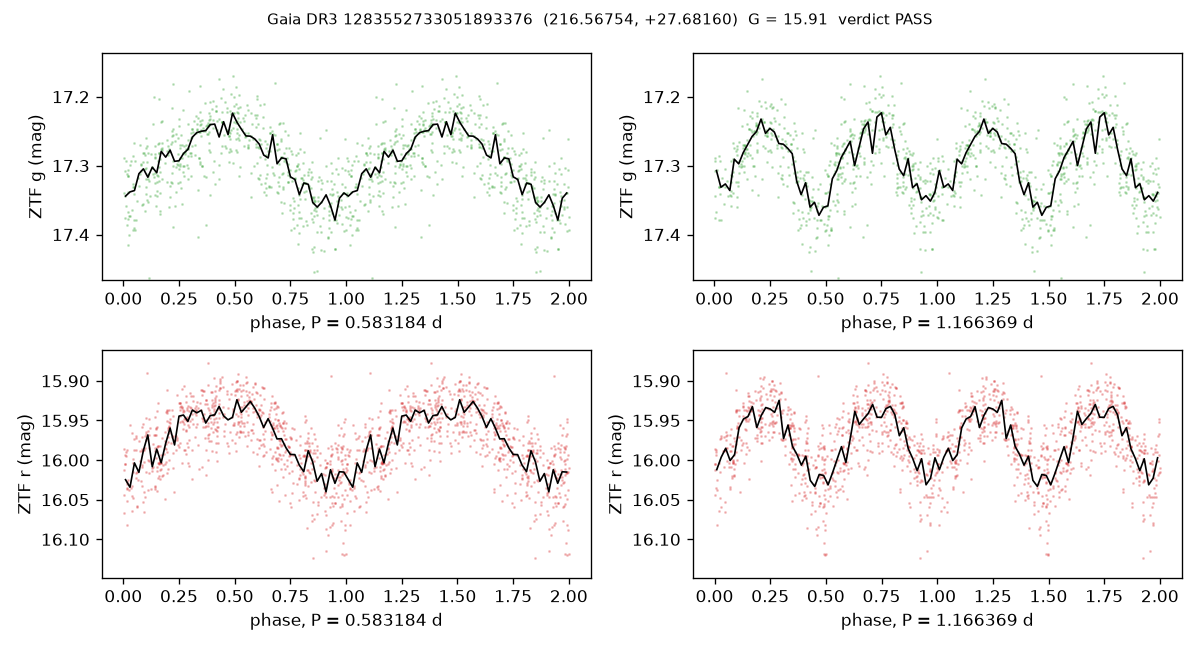 Gaia DR3 1283552733051893376 (216.56754, +27.68160) G = 15.91 verdict PASS
ZTF g (mag)
17.2
17.3
17.4
0.00 0.25 0.50 0.75 1.00 1.25 1.50 1.75 2.00
phase, P = 0.583184 d
ZTF g (mag)
17.2
17.3
17.4
0.00 0.25 0.50 0.75 1.00 1.25 1.50 1.75 2.00
phase, P = 1.166369 d
ZTF r (mag)
15.90
15.95
16.00
16.05
16.10
0.00 0.25 0.50 0.75 1.00 1.25 1.50 1.75 2.00
phase, P = 0.583184 d
ZTF r (mag)
15.90
15.95
16.00
16.05
16.10
0.00 0.25 0.50 0.75 1.00 1.25 1.50 1.75 2.00
phase, P = 1.166369 d